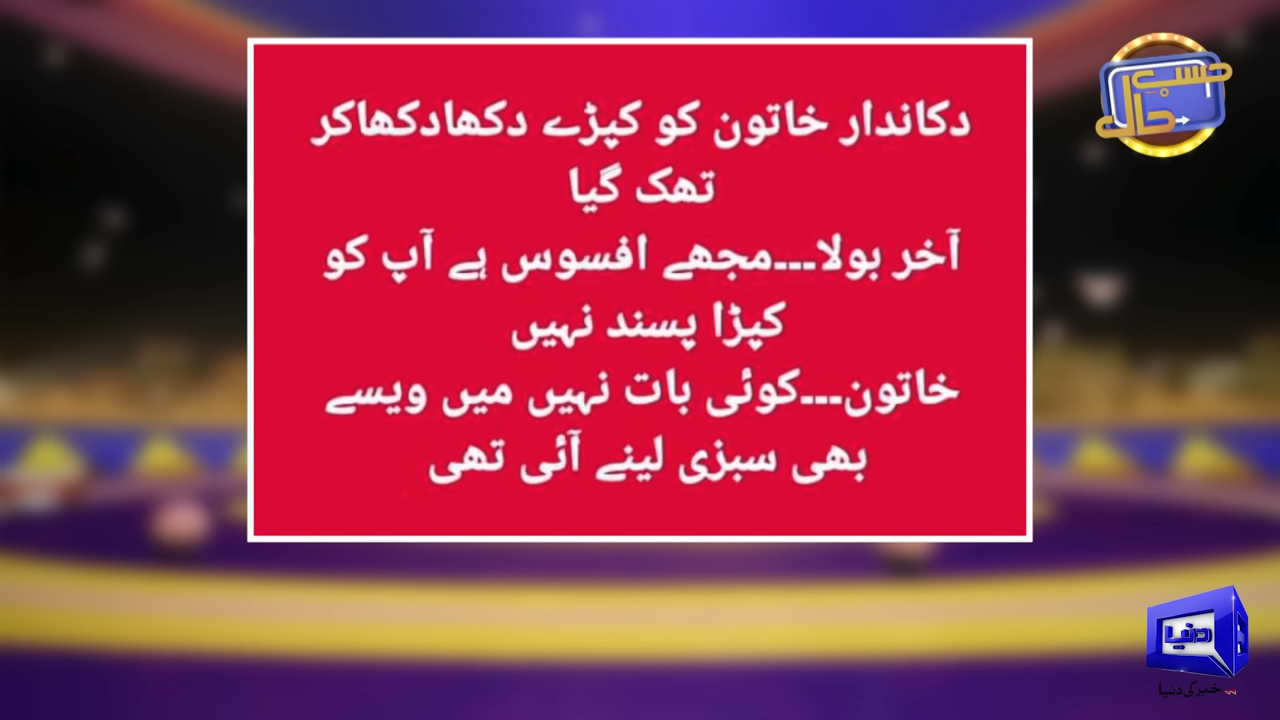 حسب حال
دکاندار خاتون کو کپڑے دکھادکھاکر
تھک گیا
آخر بولا---مجھے افسوس ہے آپ کو
کپڑا پسند نہیں
خاتون---کوئی بات نہیں میں ویسے
بھی سبزی لینے آئی تھی
دنیا
خبر کی دنیا